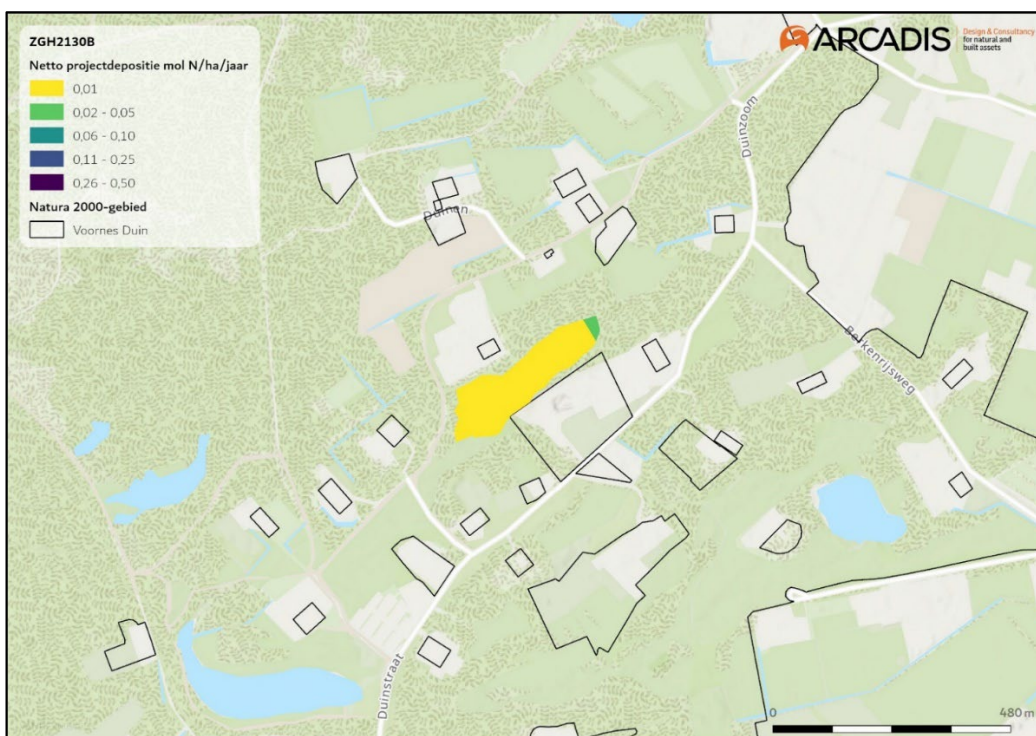 ZGH2130B
Netto projectdepositie mol N/ha/jaar
0,01
0,02 - 0,05
0,06 - 0,10
0,11 - 0,25
0,26 - 0,50
Natura 2000-gebied
Voornes Duin
ARCADIS
Design & Consultancy
for natural and
built assets
Duinzoom
Duinen
Berkenrijsweg
Duinstraat
0
480 m